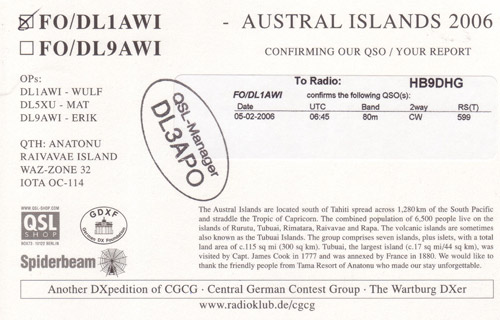 FO/DL1AWI - AUSTRAL ISLANDS 2006
FO/DL9AWI
CONFIRMING OUR QSO / YOUR REPORT
OPs:
DL1AWI - WULF
DL5XU - MAT
DL9AWI - ERIK
QTH: ANATONU
RAIVAVAE ISLAND
WAZ-ZONE 32
IOTA OC-114
QSL-Manager
DL3APO
To Radio: HB9DHG
FO/DL1AWI confirms the following QSO(s):
Date UTC Band 2way RS(T)
05-02-2006 06:45 80m CW 599
WWW.QSL-SHOP.COM
QSL
SHOP
GDXF
German DX Foundation
Spiderbeam
The Austral Islands are located south of Tahiti spread across 1,280 km of the South Pacific
and straddle the Tropic of Capricorn. The combined population of 6,500 people live on the
islands of Rurutu, Tubuai, Rimatara, Raivavae and Rapa. The volcanic islands are sometimes
also known as the Tubuai Islands. The group comprises seven islands, plus islets, with a total
land area of c.115 sq mi (300 sq km). Tubuai, the largest island (c.17 sq mi/44 sq km), was
visited by Capt. James Cook in 1777 and was annexed by France in 1880. We would like to
thank the friendly people from Tama Resort of Anatonu who made our stay unforgettable.
Another DXpedition of CGCG · Central German Contest Group · The Wartburg DXer
www.radioklub.de/cgcg